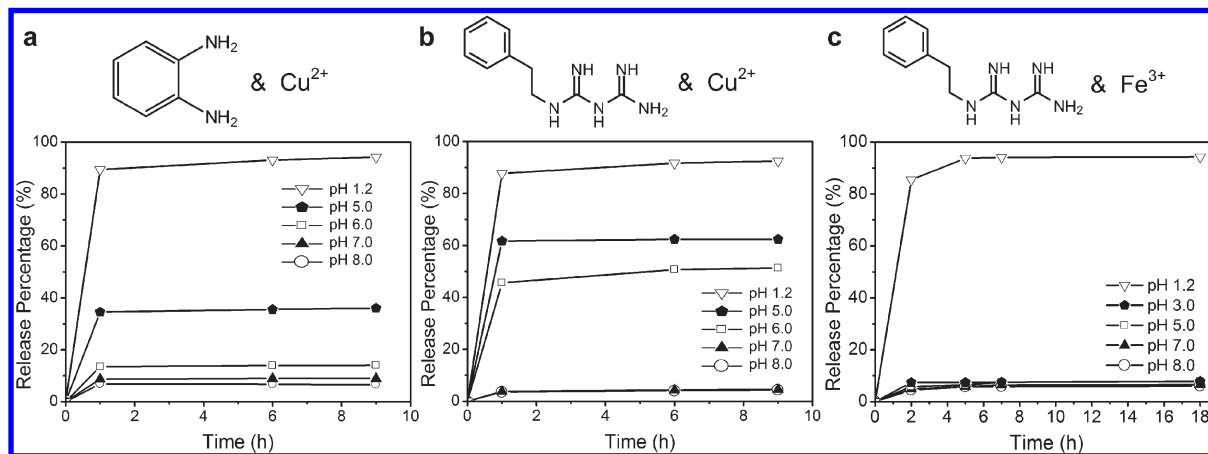 a
NH₂
NH₂
& Cu²⁺
Release Percentage (%)
100
80
60
40
20
0
pH 1.2
pH 5.0
pH 6.0
pH 7.0
pH 8.0
0 2 4 6 8 10
Time (h)
b
NH NH
N N NH₂
H H
& Cu²⁺
Release Percentage (%)
100
80
60
40
20
0
pH 1.2
pH 5.0
pH 6.0
pH 7.0
pH 8.0
0 2 4 6 8 10
Time (h)
c
NH NH
N N NH₂
H H
& Fe³⁺
Release Percentage (%)
100
80
60
40
20
0
pH 1.2
pH 3.0
pH 5.0
pH 7.0
pH 8.0
0 2 4 6 8 10 12 14 16 18
Time (h)